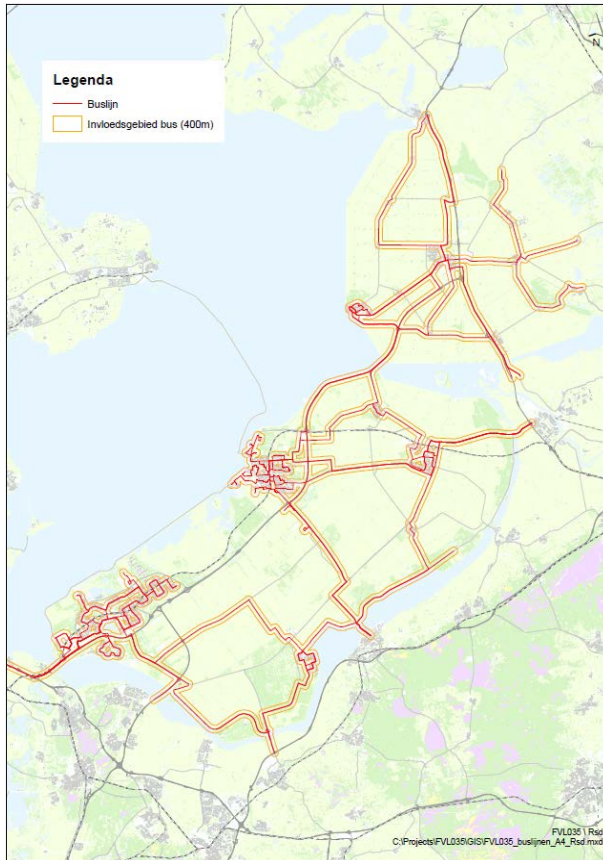 N
Legenda
Buslijn
Invloedsgebied bus (400m)
FVL035 \ Rsd
C:\Projects\FVL035\GIS\FVL035_buslijnen_A4_Rsd.mxd